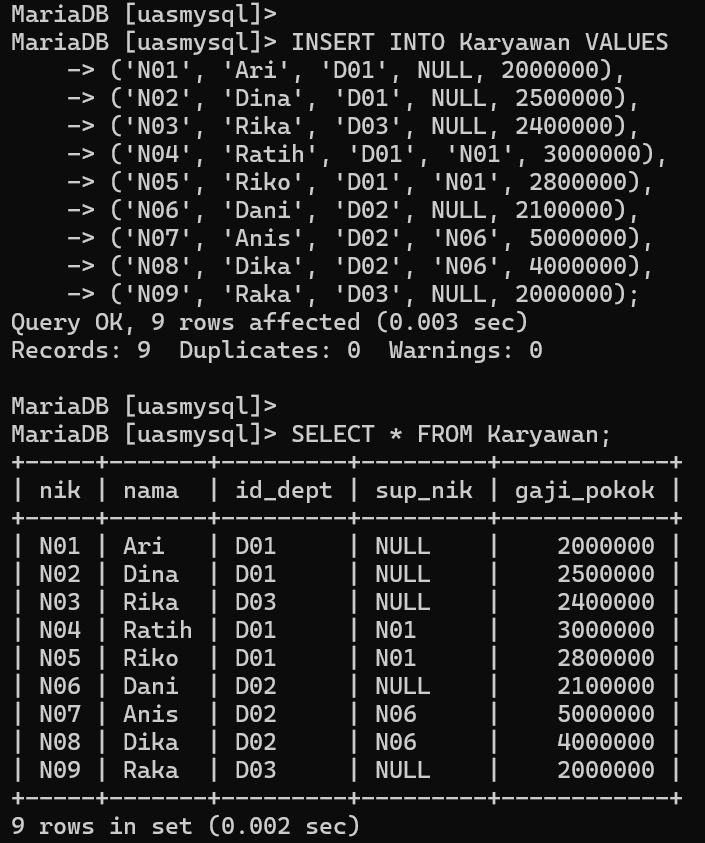 MariaDB [uasmysql]>
MariaDB [uasmysql]> INSERT INTO Karyawan VALUES
    -> ('N01', 'Ari', 'D01', NULL, 2000000),
    -> ('N02', 'Dina', 'D01', NULL, 2500000),
    -> ('N03', 'Rika', 'D03', NULL, 2400000),
    -> ('N04', 'Ratih', 'D01', 'N01', 3000000),
    -> ('N05', 'Riko', 'D01', 'N01', 2800000),
    -> ('N06', 'Dani', 'D02', NULL, 2100000),
    -> ('N07', 'Anis', 'D02', 'N06', 5000000),
    -> ('N08', 'Dika', 'D02', 'N06', 4000000),
    -> ('N09', 'Raka', 'D03', NULL, 2000000);
Query OK, 9 rows affected (0.003 sec)
Records: 9  Duplicates: 0  Warnings: 0

MariaDB [uasmysql]>
MariaDB [uasmysql]> SELECT * FROM Karyawan;
+-----+-------+---------+---------+------------+
| nik | nama  | id_dept | sup_nik | gaji_pokok |
+-----+-------+---------+---------+------------+
| N01 | Ari   | D01     | NULL    |    2000000 |
| N02 | Dina  | D01     | NULL    |    2500000 |
| N03 | Rika  | D03     | NULL    |    2400000 |
| N04 | Ratih | D01     | N01     |    3000000 |
| N05 | Riko  | D01     | N01     |    2800000 |
| N06 | Dani  | D02     | NULL    |    2100000 |
| N07 | Anis  | D02     | N06     |    5000000 |
| N08 | Dika  | D02     | N06     |    4000000 |
| N09 | Raka  | D03     | NULL    |    2000000 |
+-----+-------+---------+---------+------------+
9 rows in set (0.002 sec)